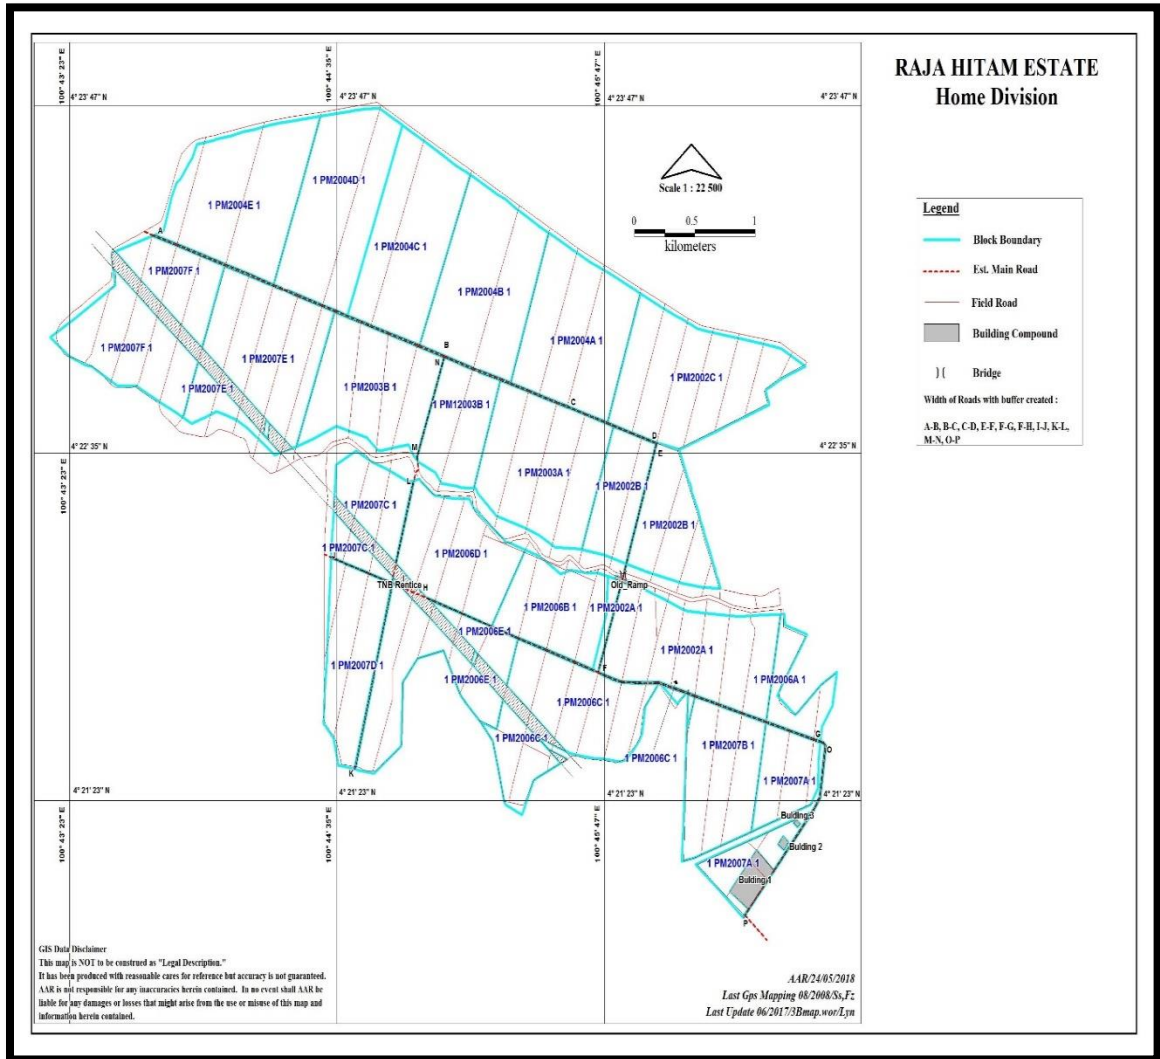 RAJA HITAM ESTATE
Home Division
100° 43' 23" E
100° 44' 35" E
100° 45' 47" E
4° 23' 47" N
4° 23' 47" N
4° 23' 47" N
4° 23' 47" N
Scale 1 : 22 500
0 0.5 1
kilometers
Legend
Block Boundary
Est. Main Road
Field Road
Building Compound
Bridge
Width of Roads with buffer created :
A-B, B-C, C-D, E-F, F-G, F-H, I-J, K-L,
M-N, O-P
1 PM2004D 1
1 PM2004E 1
A
1 PM2004C 1
1 PM2007F 1
1 PM2004B 1
1 PM2004A 1
B
1 PM2007F 1
1 PM2007E 1
N
1 PM2002C 1
1 PM2007E 1
1 PM2003B 1
1 PM12003B 1
C
D
4° 22' 35" N
M
E
4° 22' 35" N
100° 43' 23" E
L
1 PM2003A 1
1 PM2002B 1
1 PM2007C 1
1 PM2002B 1
1 PM2007C 1
1 PM2006D 1
TNB Rentice
H
Old_Ramp
1 PM2006B 1
1 PM2002A 1
1 PM2006E 1
1 PM2002A 1
1 PM2007D 1
F
1 PM2006E 1
1 PM2006A 1
1 PM2006C 1
1 PM2006C 1
G
1 PM2007B 1
O
1 PM2006C 1
K
1 PM2007A 1
4° 21' 23" N
4° 21' 23" N
4° 21' 23" N
4° 21' 23" N
100° 43' 23" E
100° 44' 35" E
100° 45' 47" E
Bulding 3
Bulding 2
1 PM2007A 1
Bulding 1
P
GIS Data Disclaimer
This map is NOT to be construed as "Legal Description."
It has been produced with reasonable cares for reference but accuracy is not guaranteed.
AAR is not responsible for any inaccuracies herein contained. In no event shall AAR be
liable for any damages or losses that might arise from the use or misuse of this map and
information herein contained.
AAR/24/05/2018
Last Gps Mapping 08/2008/Ss,Fz
Last Update 06/2017/3Bmap.wor/Lyn